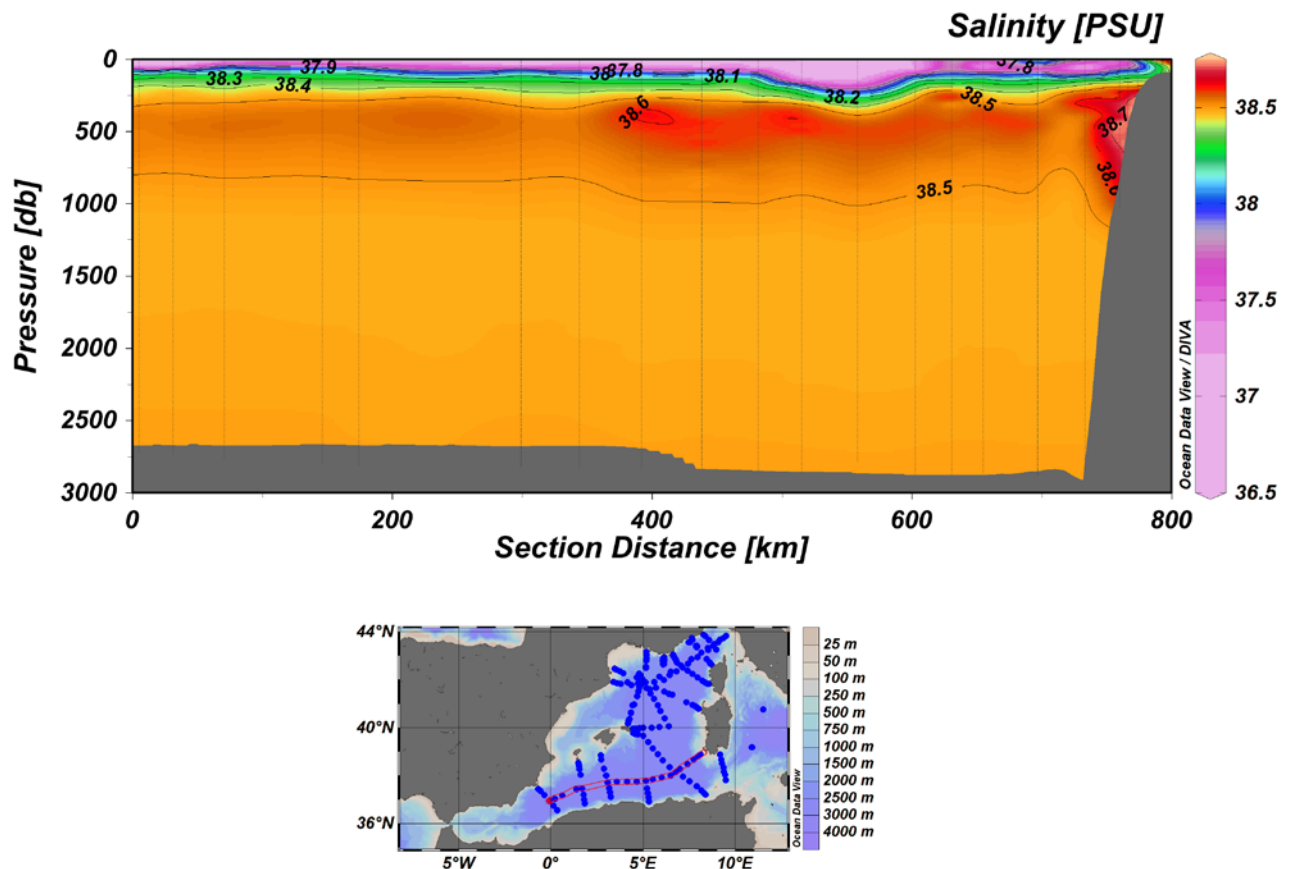 Salinity [PSU]
0
500
1000
1500
2000
2500
3000
Pressure [db]
37.9
38.3
38.4
37.8
38.1
38.2
38.5
37.8
38.6
38.7
38.5
38.5
38
37.5
37
36.5
Ocean Data View / DIVA
0
200
400
600
800
Section Distance [km]
44°N
40°N
36°N
5°W
0°
5°E
10°E
25 m
50 m
100 m
250 m
500 m
750 m
1000 m
1500 m
2000 m
2500 m
3000 m
4000 m
Ocean Data View